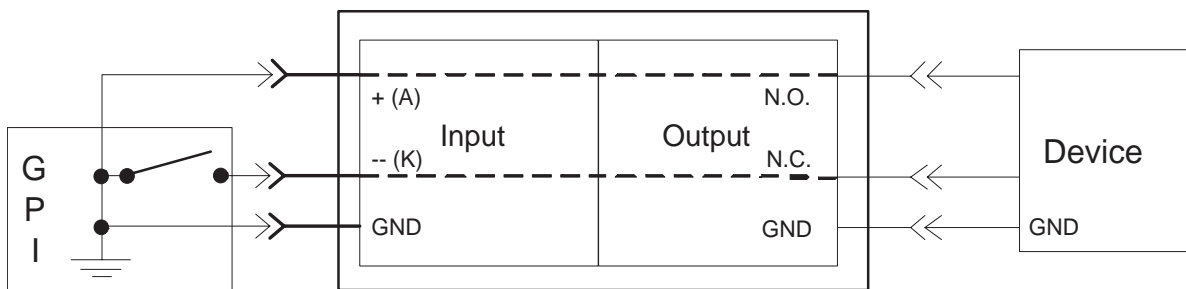 + (A)
N.O.
Input
Output
Device
-- (K)
N.C.
G
P
I
GND
GND
GND